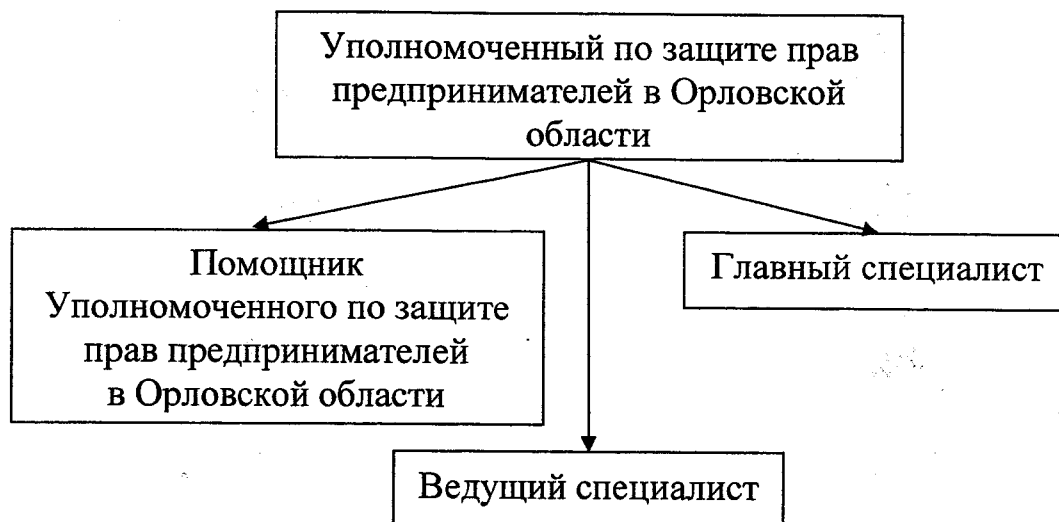 Уполномоченный по защите прав
предпринимателей в Орловской
области
Помощник
Уполномоченного по защите
прав предпринимателей
в Орловской области
Главный специалист
Ведущий специалист